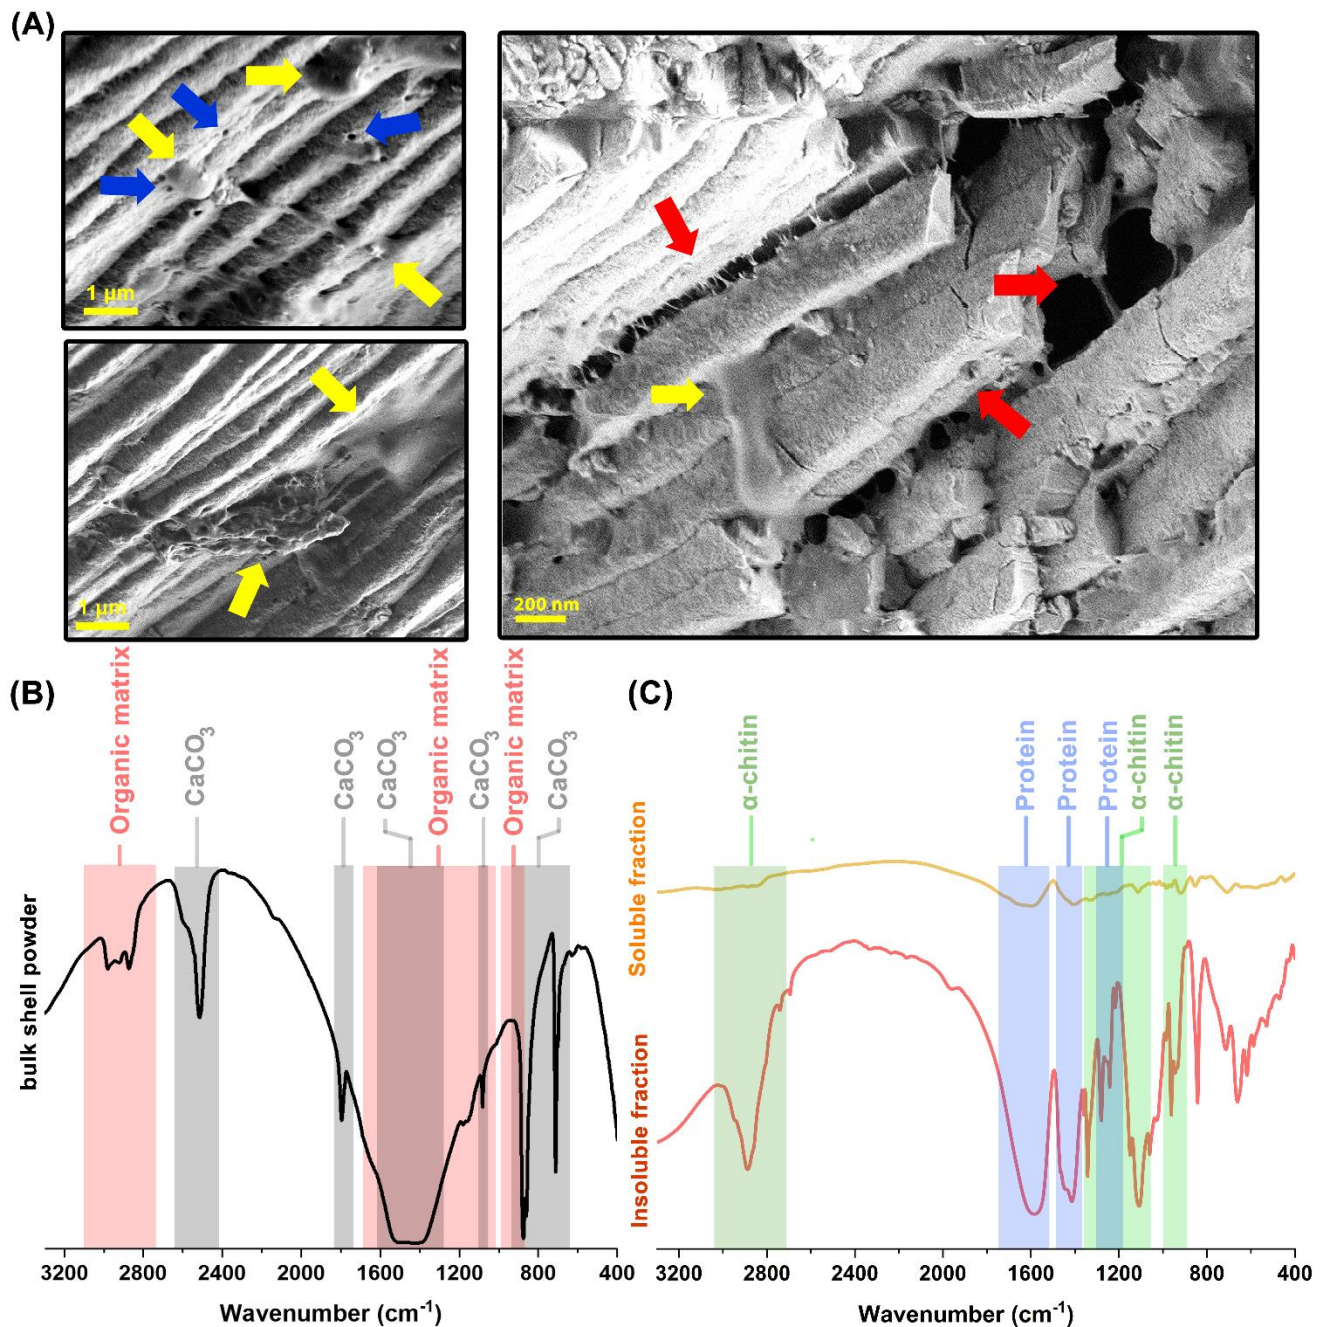 (A)
1 µm
1 µm
200 nm
(B)
Organic matrix
CaCO3
CaCO3
CaCO3
Organic matrix
CaCO3
Organic matrix
CaCO3
bulk shell powder
3200 2800 2400 2000 1600 1200 800 400
Wavenumber (cm-1)
(C)
α-chitin
Protein
Protein
Protein
α-chitin
α-chitin
Soluble fraction
Insoluble fraction
3200 2800 2400 2000 1600 1200 800 400
Wavenumber (cm-1)